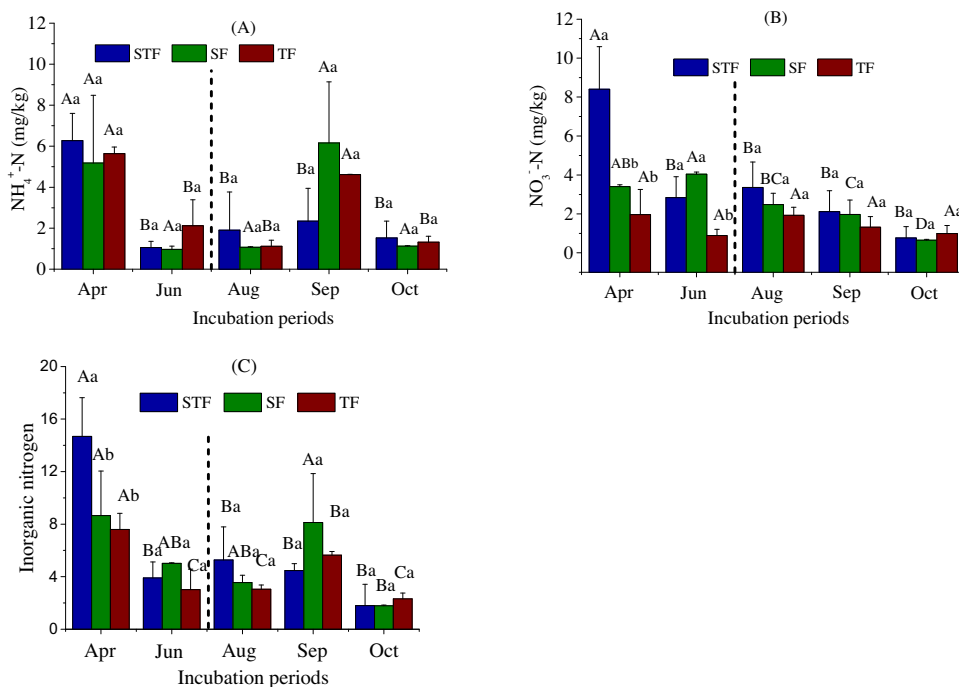 (A)
STF SF TF
NH₄⁺-N (mg/kg)
12
10
8
6
4
2
0
Aa Aa Aa
Ba Aa Ba
Ba Aa Ba
Ba Aa Aa
Ba Aa Ba
Apr Jun Aug Sep Oct
Incubation periods
(B)
STF SF TF
NO₃⁻-N (mg/kg)
12
10
8
6
4
2
0
Aa ABb Ab
Ba Aa Ab
Ba BCa Aa
Ba Ca Aa
Ba Da Aa
Apr Jun Aug Sep Oct
Incubation periods
(C)
STF SF TF
Inorganic nitrogen
20
16
12
8
4
0
Aa Ab Ab
Ba ABa Ca
Ba ABa Ca
Ba Aa Ba
Ba Ba Ca
Apr Jun Aug Sep Oct
Incubation periods